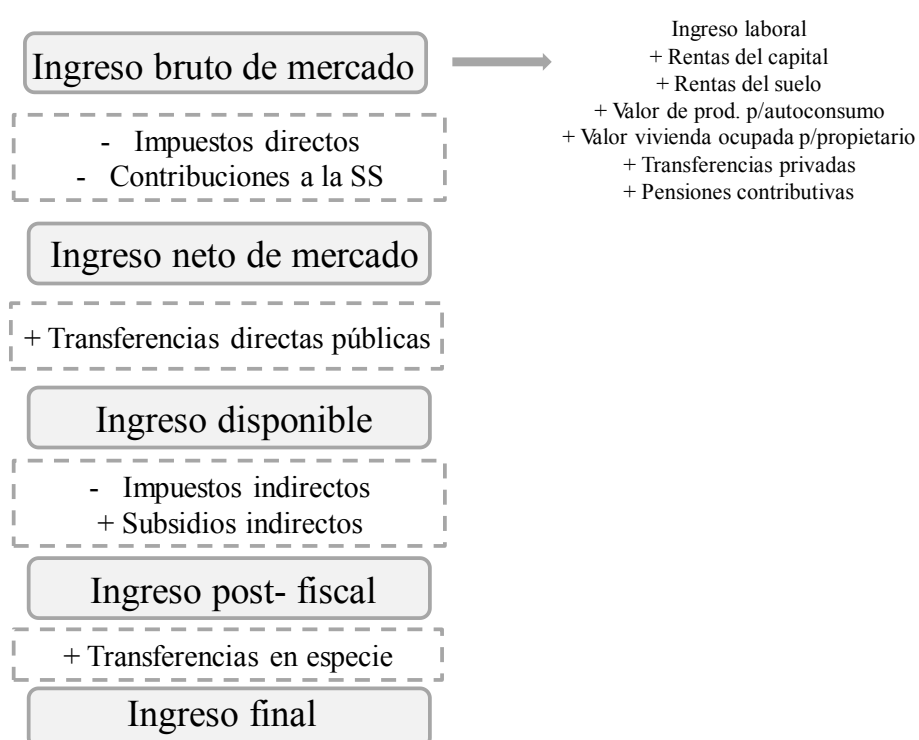 Ingreso bruto de mercado
Ingreso laboral
+ Rentas del capital
+ Rentas del suelo
+ Valor de prod. p/autoconsumo
+ Valor vivienda ocupada p/propietario
+ Transferencias privadas
+ Pensiones contributivas
- Impuestos directos
- Contribuciones a la SS
Ingreso neto de mercado
+ Transferencias directas públicas
Ingreso disponible
- Impuestos indirectos
+ Subsidios indirectos
Ingreso post- fiscal
+ Transferencias en especie
Ingreso final